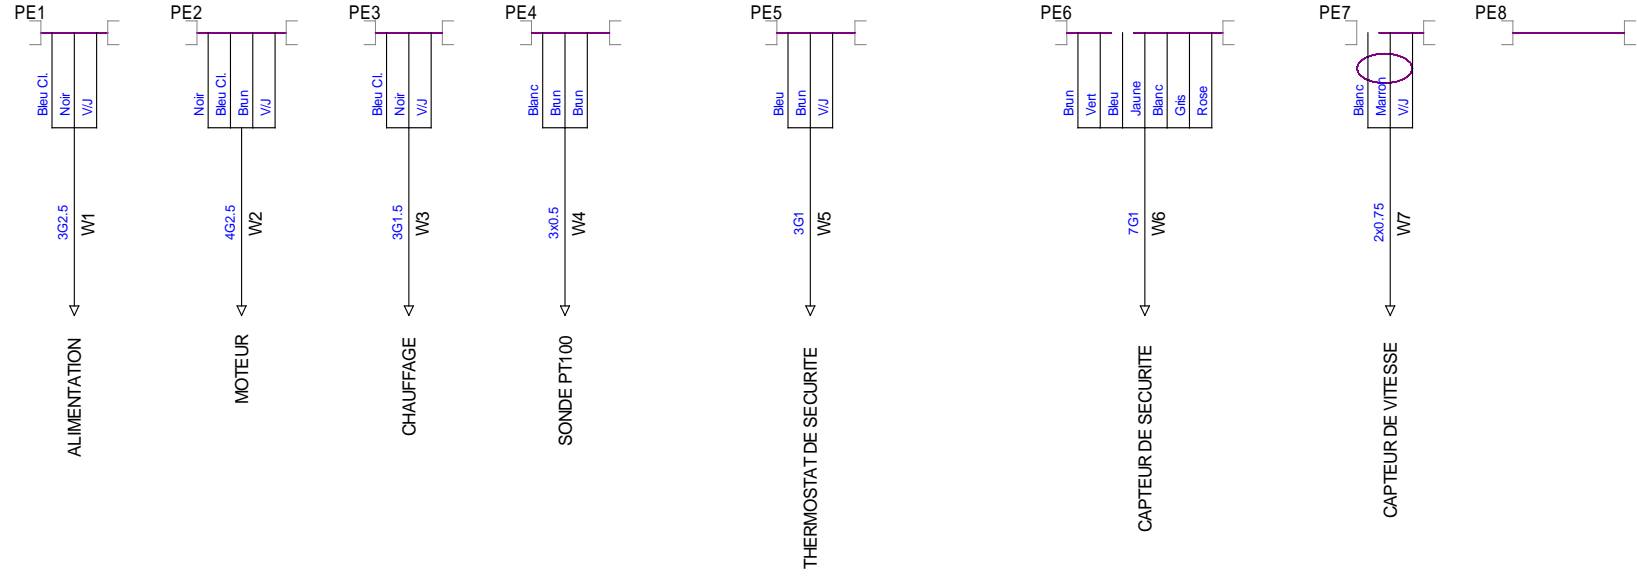 PE1
PE2
PE3
PE4
PE5
PE6
PE7
PE8
Bleu Cl.
Noir
V/J
Noir
Bleu Cl.
Brun
V/J
Bleu Cl.
Noir
V/J
Blanc
Brun
Brun
Bleu
Brun
V/J
Brun
Vert
Bleu
Jaune
Blanc
Gris
Rose
Blanc
Marron
V/J
3G2.5
W1
4G2.5
W2
3G1.5
W3
3x0.5
W4
3G1
W5
7G1
W6
2x0.75
W7
ALIMENTATION
MOTEUR
CHAUFFAGE
SONDE PT100
THERMOSTAT DE SECURITE
CAPTEUR DE SECURITE
CAPTEUR DE VITESSE